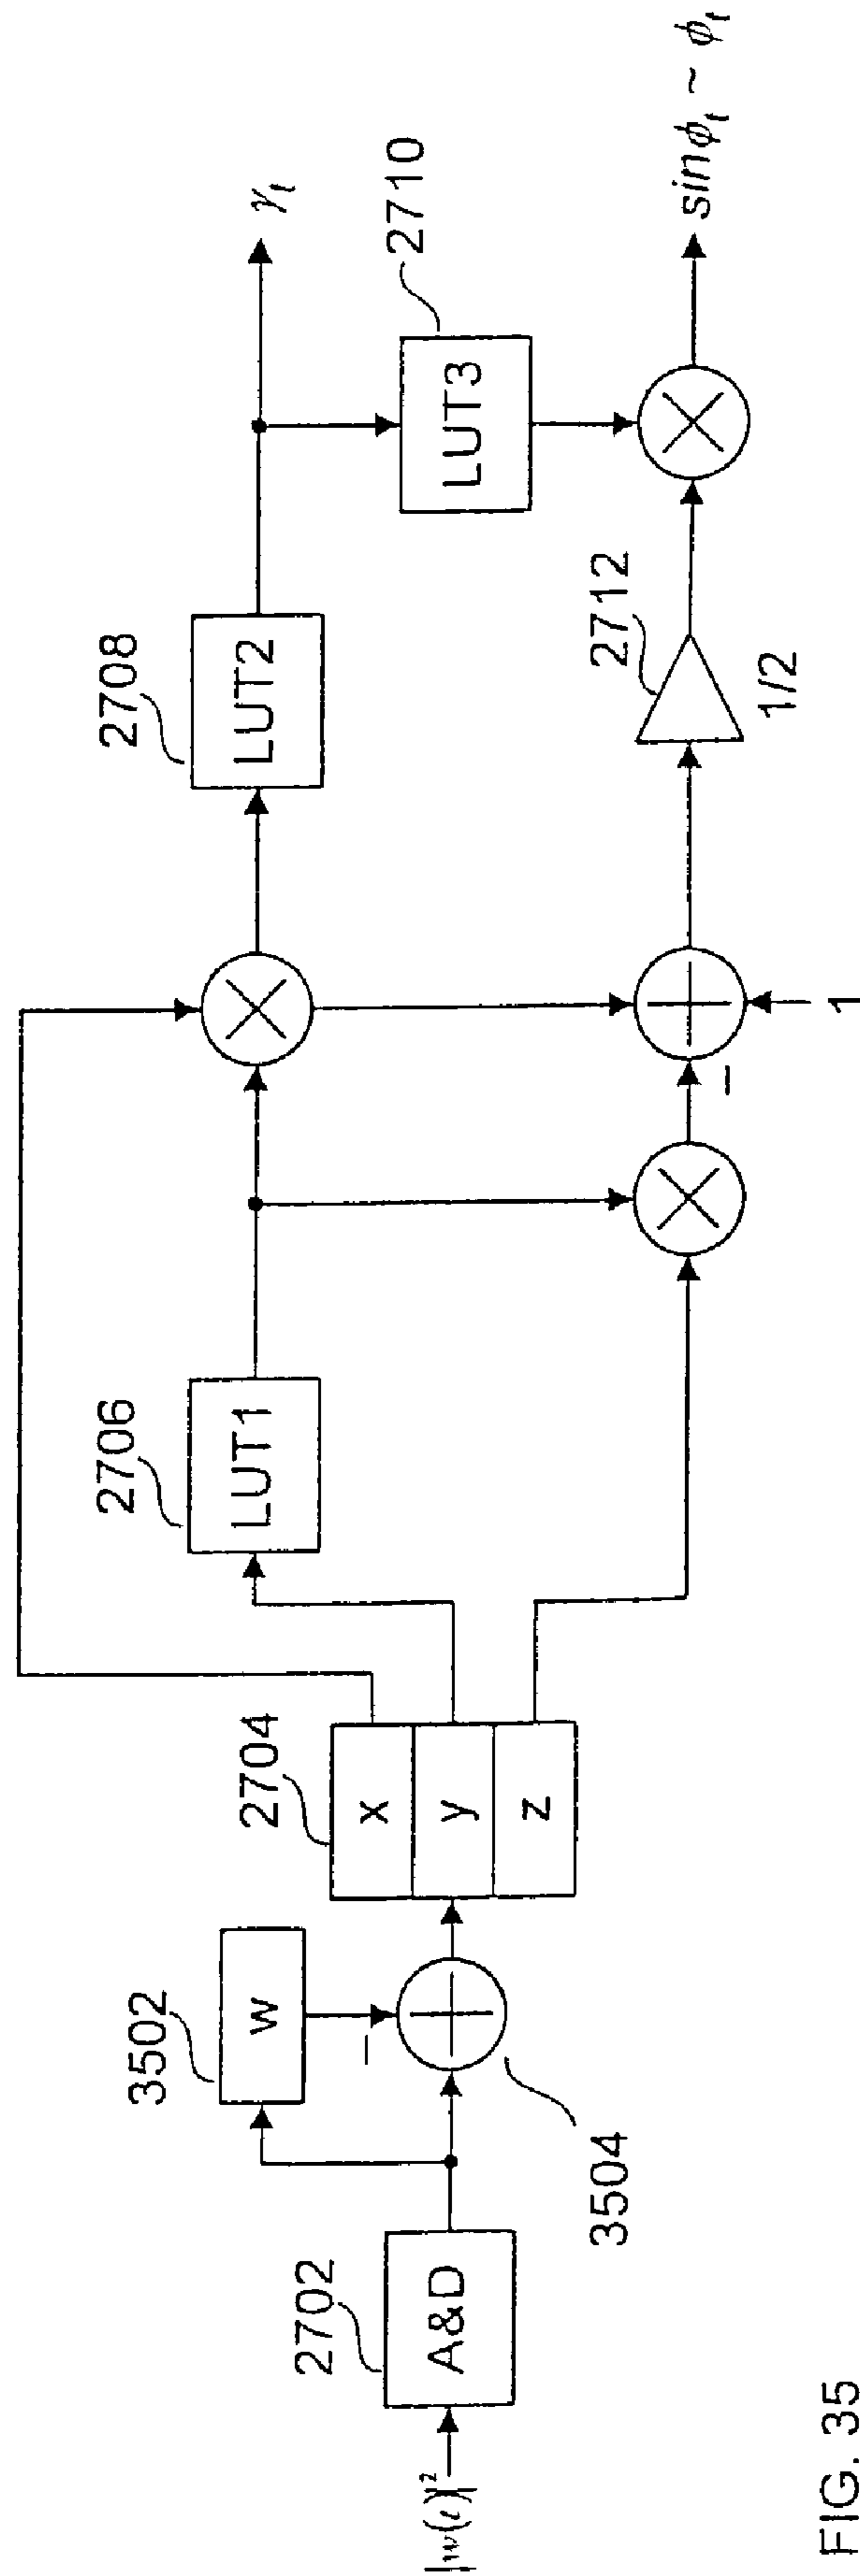 |w(t)|²
2702
A&D
3502
w
–
3504
2704
x
y
z
2706
LUT1
–
1
2708
LUT2
2712
1/2
LUT3
2710
γt
sinϕt ~ ϕt
FIG. 35